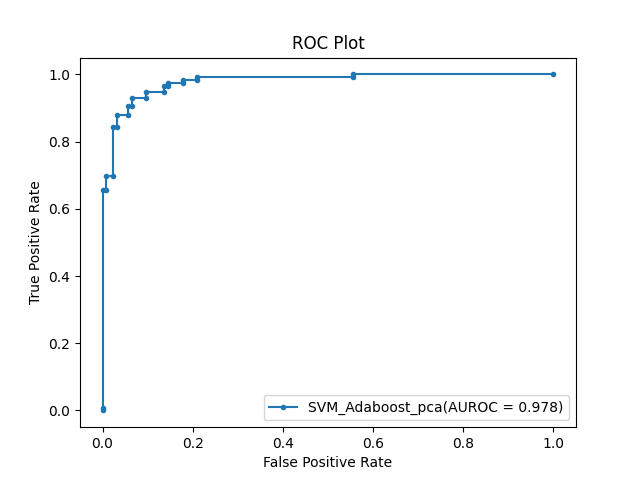 ROC Plot
1.0
0.8
0.6
0.4
0.2
0.0
True Positive Rate
SVM_Adaboost_pca(AUROC = 0.978)
0.0 0.2 0.4 0.6 0.8 1.0
False Positive Rate